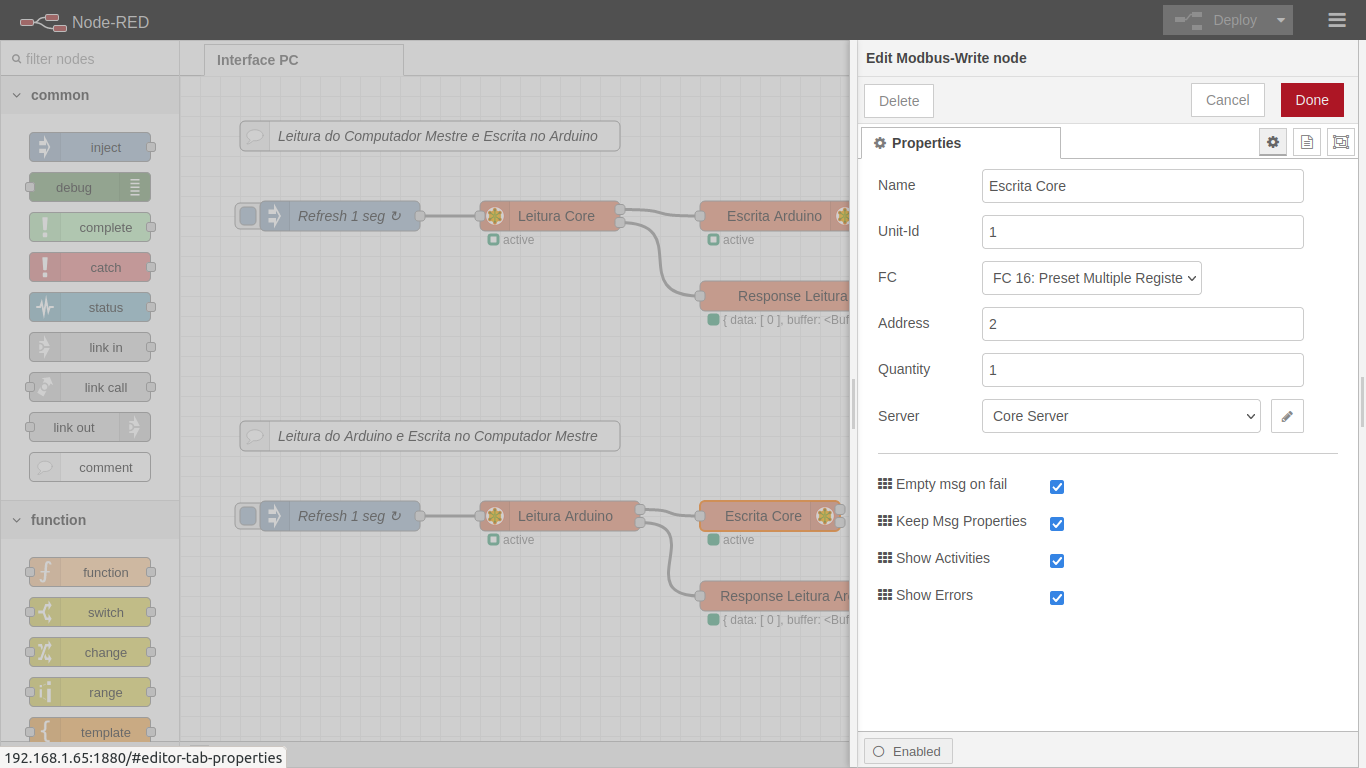 Node-RED
Deploy
filter nodes
common
inject
debug
complete
catch
status
link in
link call
link out
comment
function
function
switch
change
range
template
Interface PC
Leitura do Computador Mestre e Escrita no Arduino
Refresh 1 seg ↻
Leitura Core
active
Escrita Arduino
active
Response Leitura
{ data: [ 0 ], buffer: <Buf
Leitura do Arduino e Escrita no Computador Mestre
Refresh 1 seg ↻
Leitura Arduino
active
Escrita Core
active
Response Leitura Ar
{ data: [ 0 ], buffer: <Buf
Edit Modbus-Write node
Delete
Cancel
Done
Properties
Name
Escrita Core
Unit-Id
1
FC
FC 16: Preset Multiple Registe
Address
2
Quantity
1
Server
Core Server
Empty msg on fail
Keep Msg Properties
Show Activities
Show Errors
Enabled
192.168.1.65:1880/#editor-tab-properties